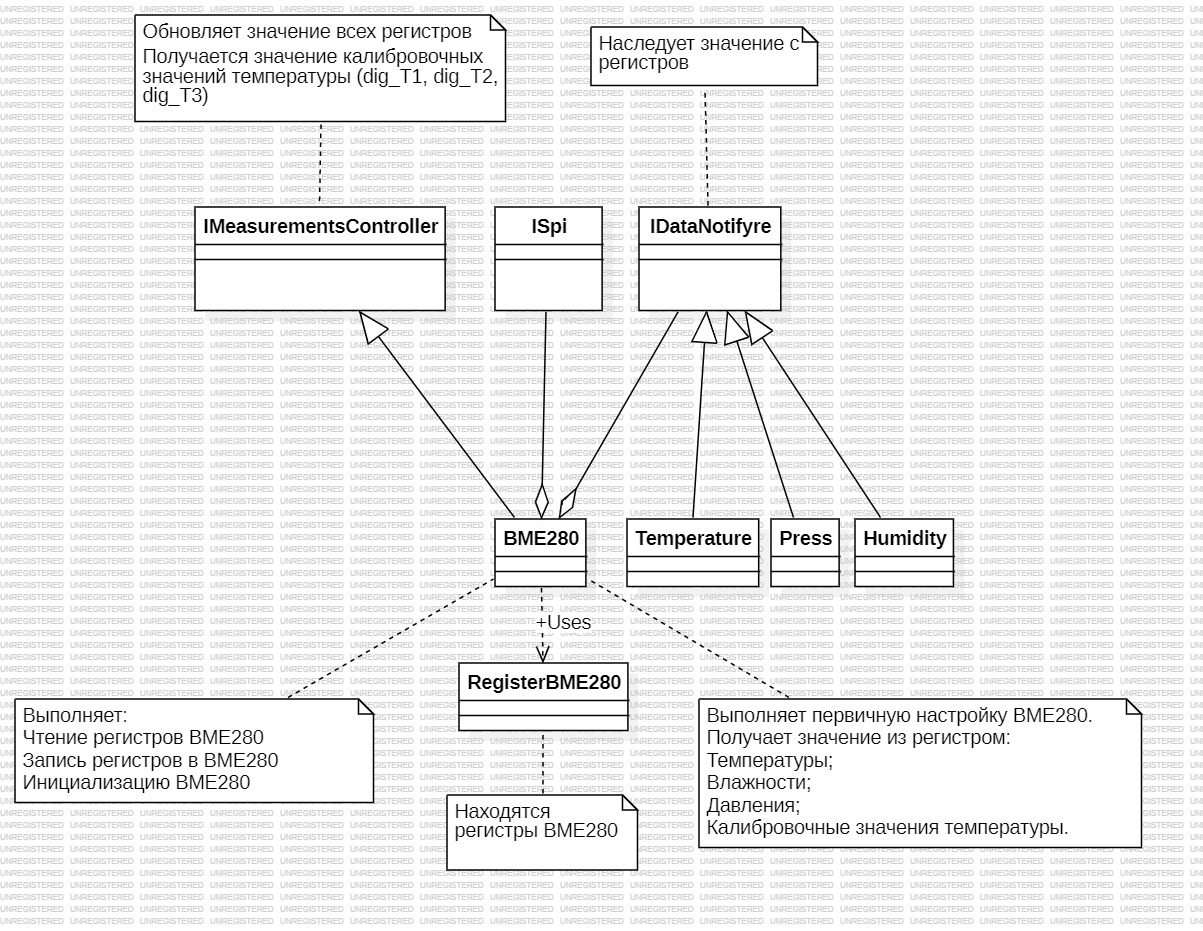 Обновляет значение всех регистров
Получается значение калибровочных
значений температуры (dig_T1, dig_T2,
dig_T3)
Наследует значение с
регистров
IMeasurementsController
ISpi
IDataNotifyre
BME280
Temperature
Press
Humidity
+Uses
RegisterBME280
Выполняет:
Чтение регистров BME280
Запись регистров в BME280
Инициализацию BME280
Находятся
регистры BME280
Выполняет первичную настройку BME280.
Получает значение из регистром:
Температуры;
Влажности;
Давления;
Калибровочные значения температуры.
UNREGISTERED